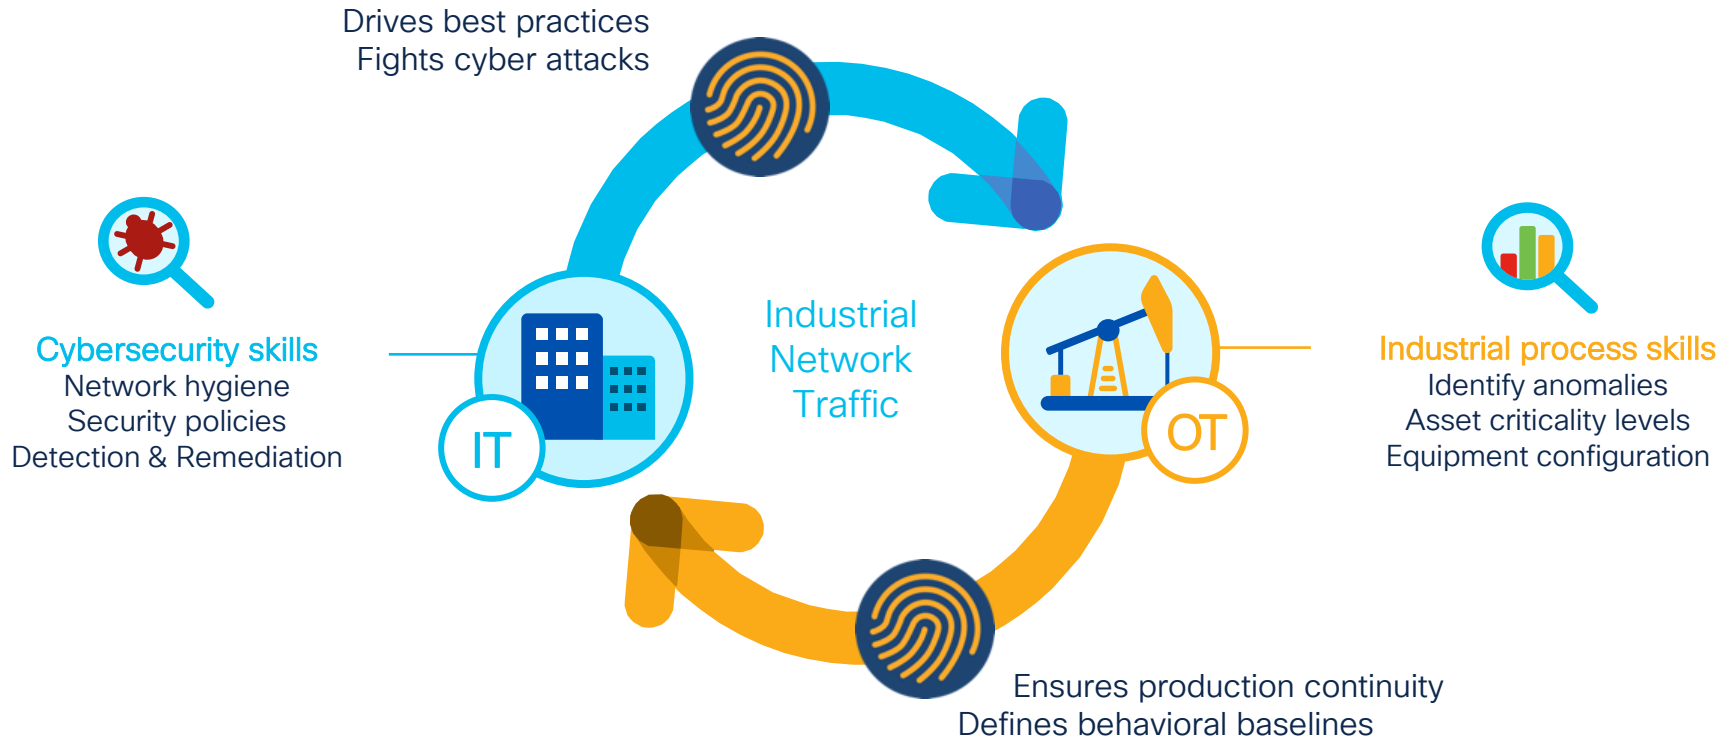 Drives best practices
Fights cyber attacks
Cybersecurity skills
Network hygiene
Security policies
Detection & Remediation
IT
Industrial
Network
Traffic
OT
Industrial process skills
Identify anomalies
Asset criticality levels
Equipment configuration
Ensures production continuity
Defines behavioral baselines